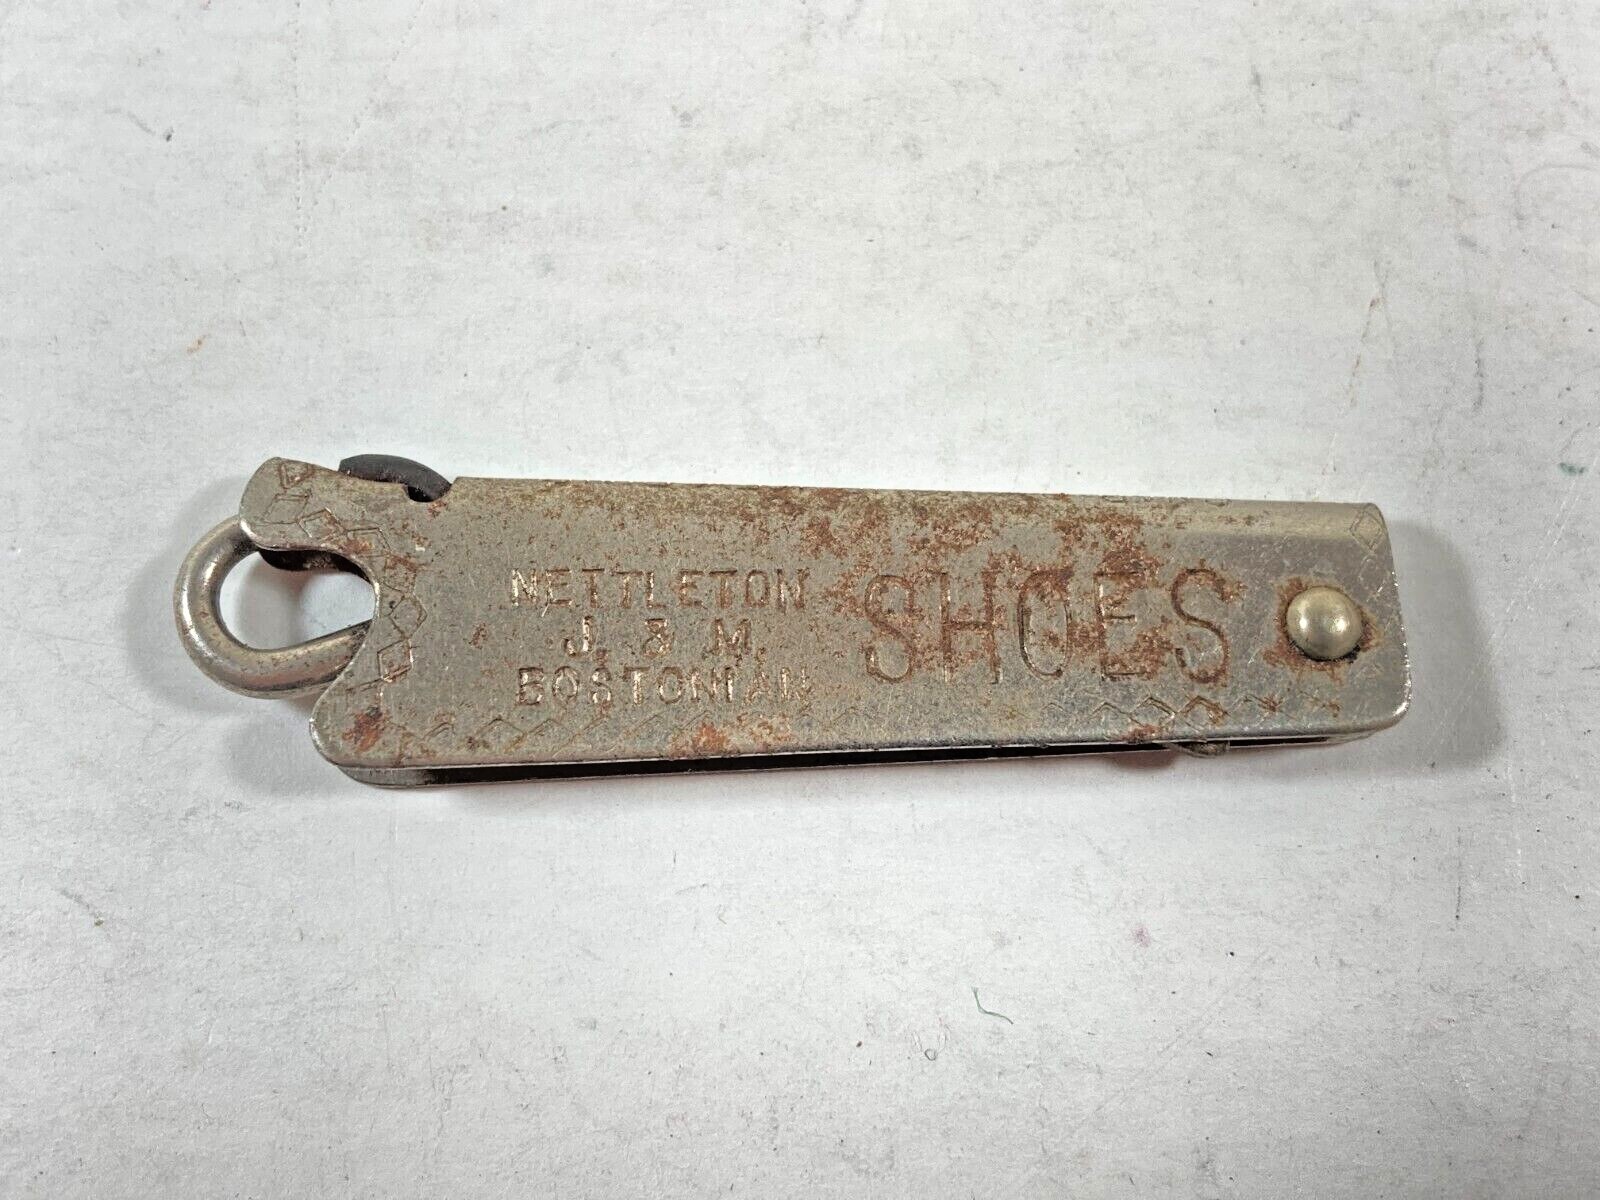 NETTLETON
J. & M.
BOSTONIAN
SHOES